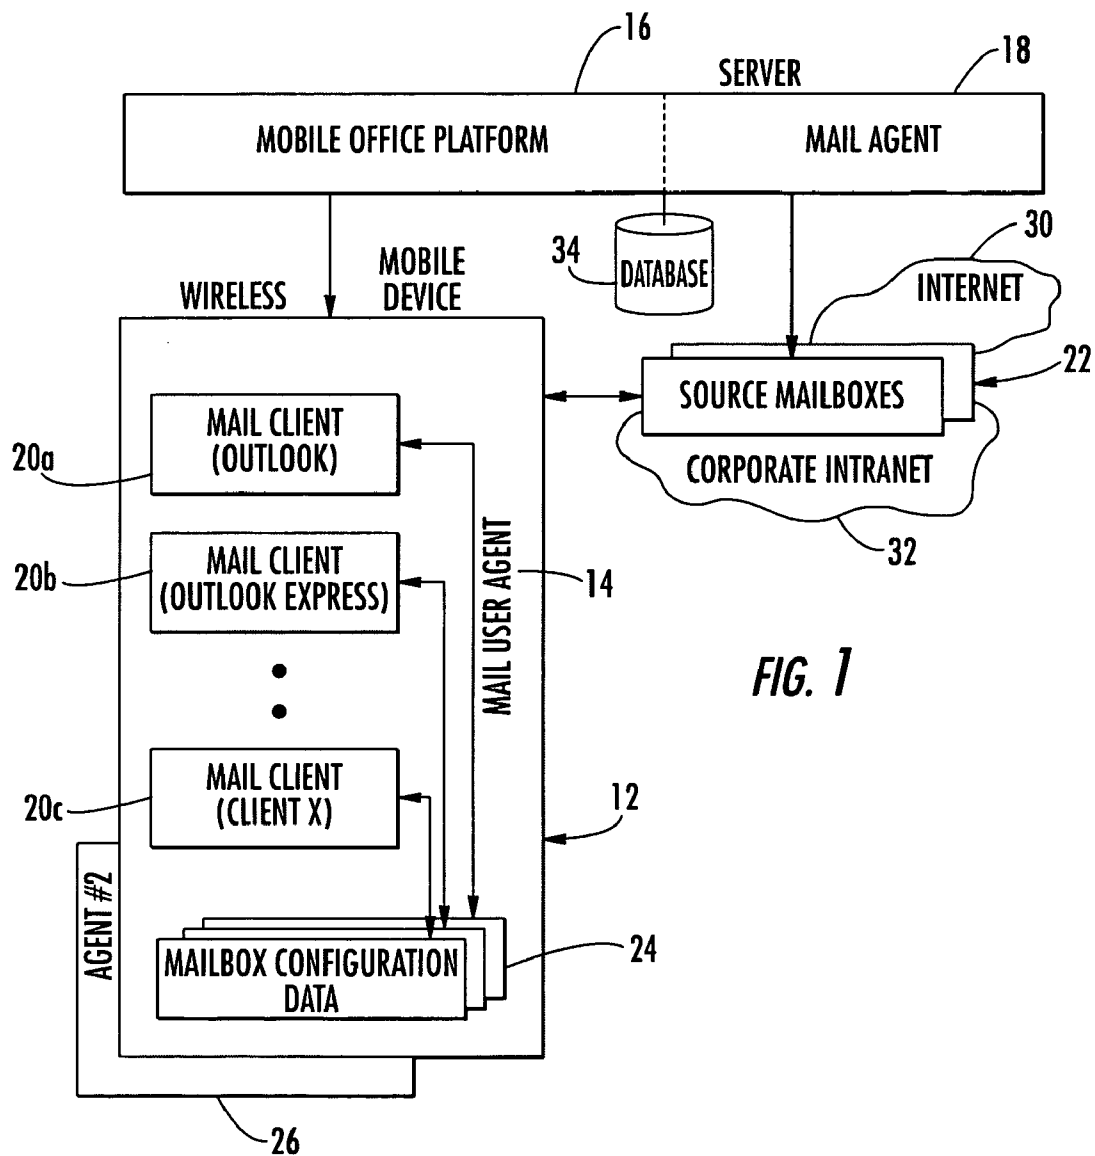 16
18
SERVER
MOBILE OFFICE PLATFORM
MAIL AGENT
34
DATABASE
30
INTERNET
WIRELESS
MOBILE
DEVICE
22
SOURCE MAILBOXES
CORPORATE INTRANET
32
20a
MAIL CLIENT
(OUTLOOK)
20b
MAIL CLIENT
(OUTLOOK EXPRESS)
MAIL USER AGENT
14
FIG. 1
20c
MAIL CLIENT
(CLIENT X)
12
AGENT #2
MAILBOX CONFIGURATION
DATA
24
26